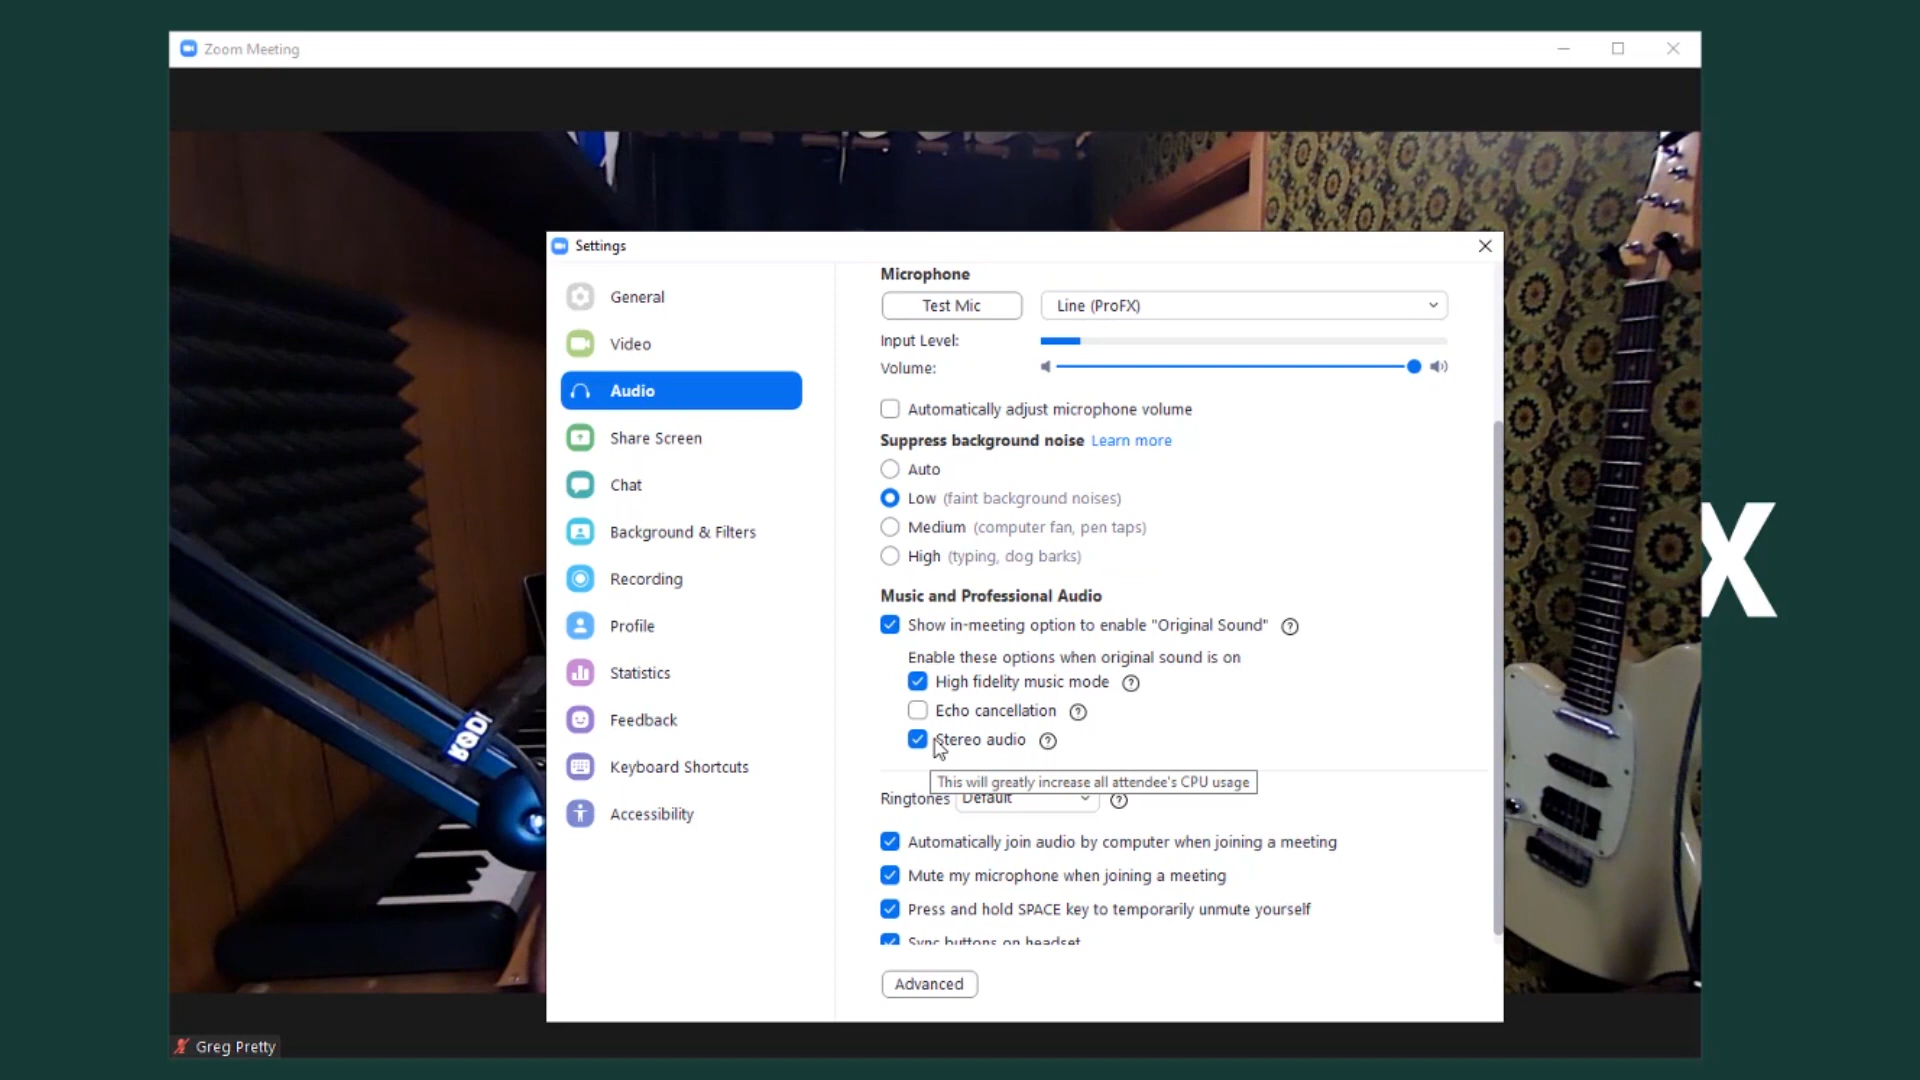 Zoom Meeting
Settings
General
Video
Audio
Share Screen
Chat
Background & Filters
Recording
Profile
Statistics
Feedback
Keyboard Shortcuts
Accessibility
Microphone
Test Mic
Line (ProFX)
Input Level:
Volume:
Automatically adjust microphone volume
Suppress background noise Learn more
Auto
Low (faint background noises)
Medium (computer fan, pen taps)
High (typing, dog barks)
Music and Professional Audio
Show in-meeting option to enable "Original Sound" ?
Enable these options when original sound is on
High fidelity music mode ?
Echo cancellation ?
Stereo audio ?
This will greatly increase all attendee's CPU usage
Ringtones Default ?
Automatically join audio by computer when joining a meeting
Mute my microphone when joining a meeting
Press and hold SPACE key to temporarily unmute yourself
Sync buttons on headset
Advanced
X
Greg Pretty